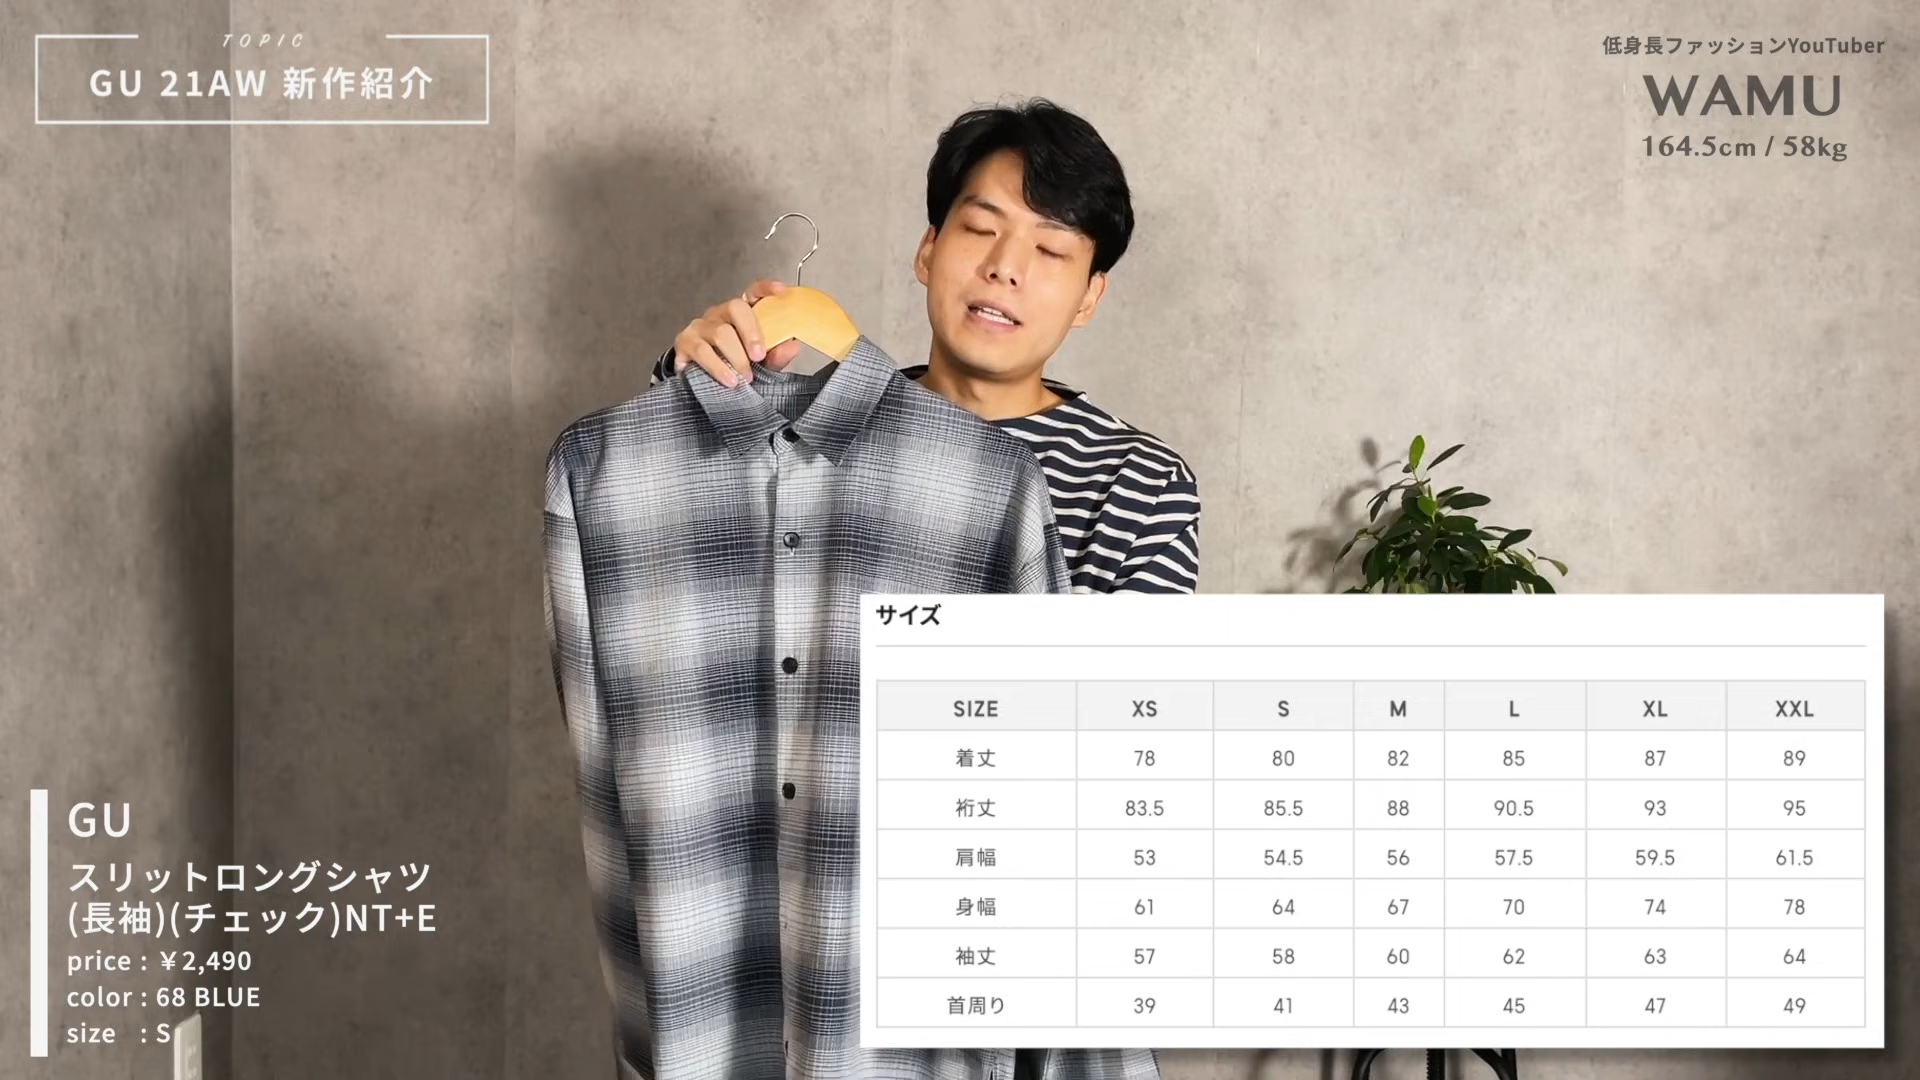 TOPIC
GU 21AW 新作紹介
低身長ファッションYouTuber
WAMU
164.5cm / 58kg
GU
スリットロングシャツ
(長袖)(チェック)NT+E
price : ￥2,490
color : 68 BLUE
size : S
サイズ
SIZE XS S M L XL XXL
着丈 78 80 82 85 87 89
裄丈 83.5 85.5 88 90.5 93 95
肩幅 53 54.5 56 57.5 59.5 61.5
身幅 61 64 67 70 74 78
袖丈 57 58 60 62 63 64
首周り 39 41 43 45 47 49